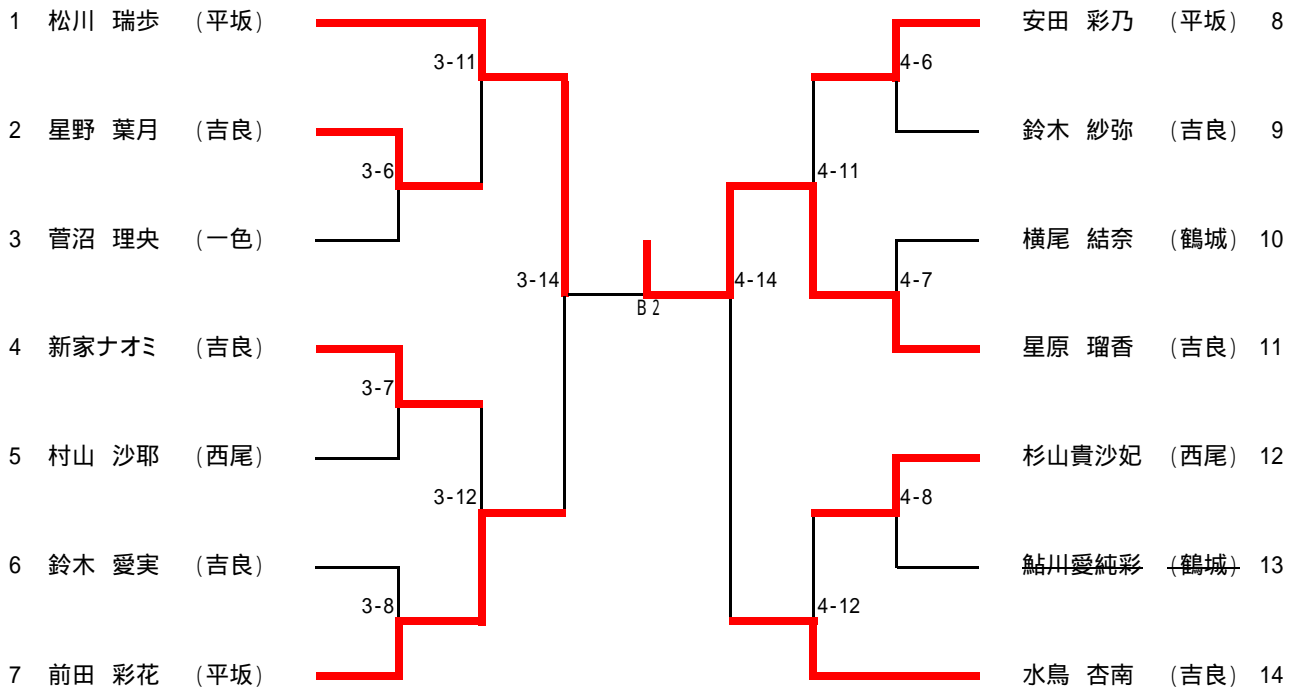 1 松川 瑞歩 (平坂)
安田 彩乃 (平坂) 8
3-11
4-6
2 星野 葉月 (吉良)
鈴木 紗弥 (吉良) 9
3-6
4-11
3 菅沼 理央 (一色)
横尾 結奈 (鶴城) 10
3-14
4-14
4-7
B 2
4 新家ナオミ (吉良)
星原 瑠香 (吉良) 11
3-7
5 村山 沙耶 (西尾)
杉山貴沙妃 (西尾) 12
3-12
4-8
6 鈴木 愛実 (吉良)
鮎川愛純彩 (鶴城) 13
3-8
4-12
7 前田 彩花 (平坂)
水鳥 杏南 (吉良) 14